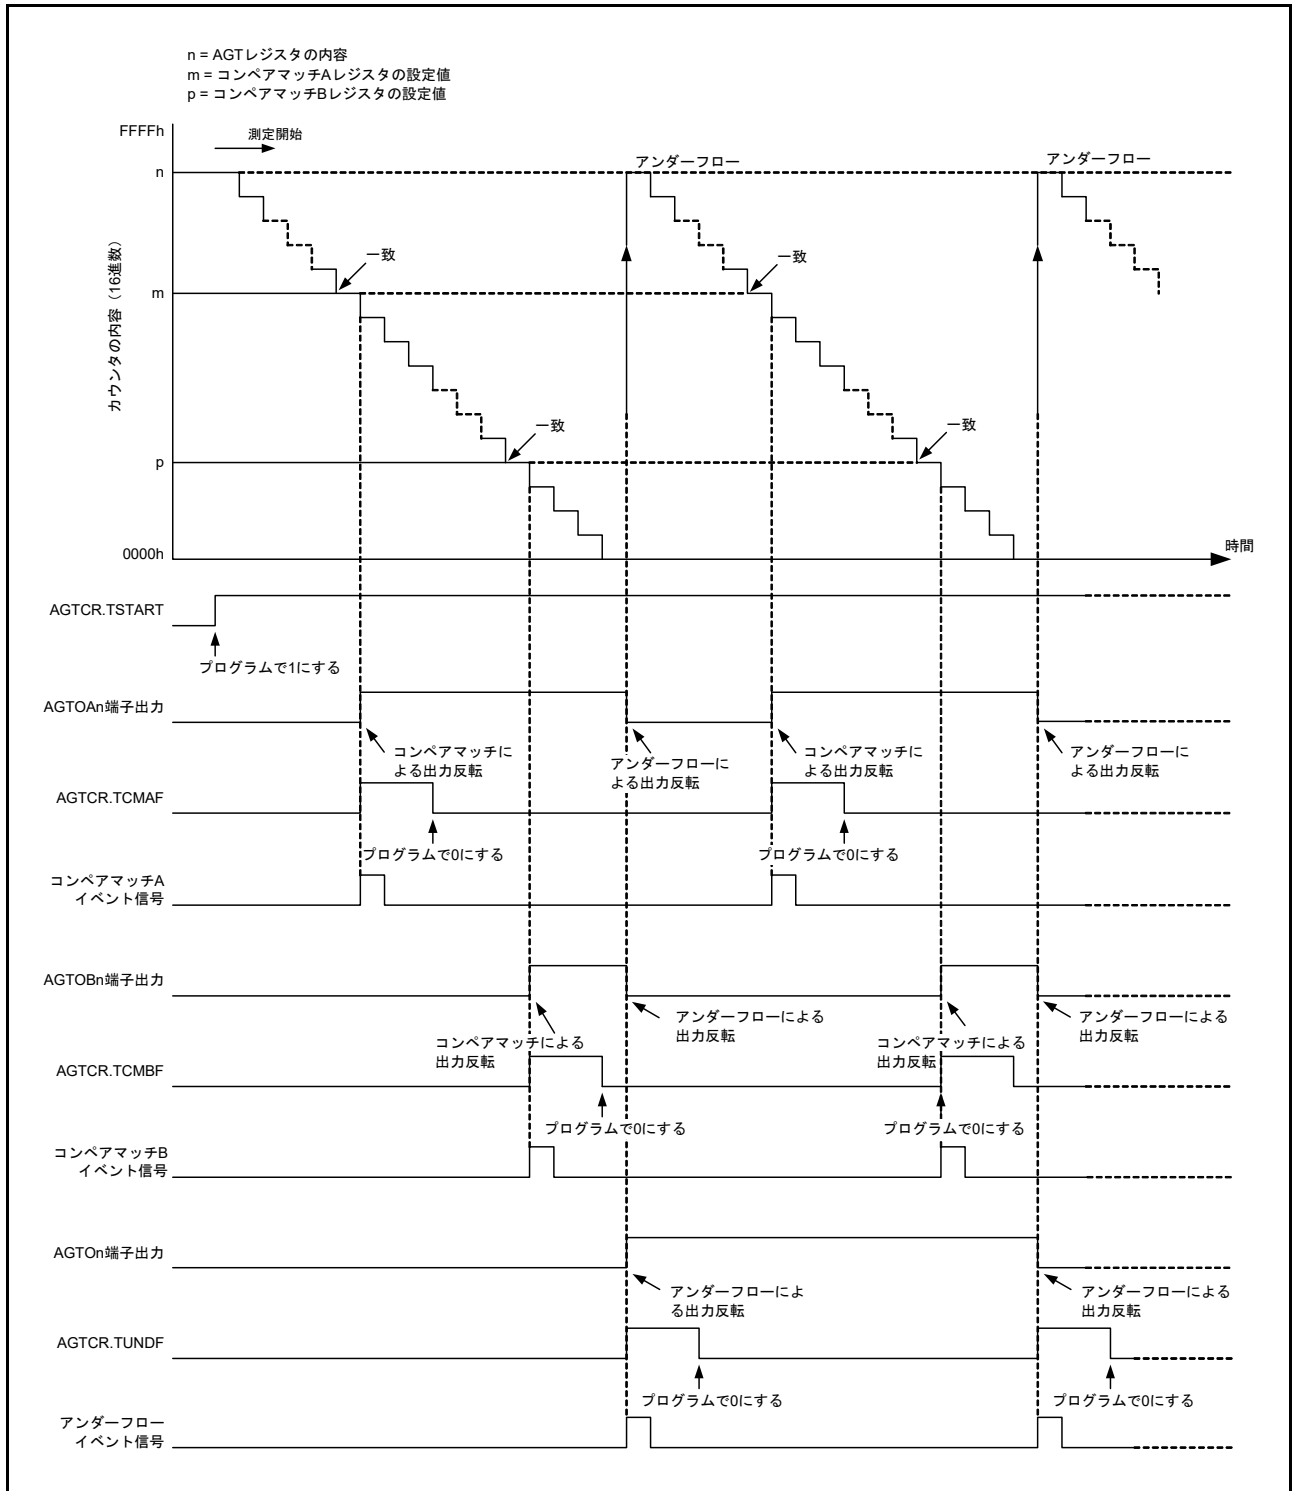 n = AGTレジスタの内容
m = コンペアマッチAレジスタの設定値
p = コンペアマッチBレジスタの設定値
FFFFh
測定開始
n
アンダーフロー
アンダーフロー
カウンタの内容（16進数）
一致
一致
m
一致
一致
p
0000h
時間
AGTCR.TSTART
プログラムで1にする
AGTOAn端子出力
コンペアマッチに
よる出力反転
アンダーフローに
よる出力反転
コンペアマッチに
よる出力反転
アンダーフローに
よる出力反転
AGTCR.TCMAF
プログラムで0にする
プログラムで0にする
コンペアマッチA
イベント信号
AGTOBn端子出力
コンペアマッチによる
出力反転
アンダーフローによる
出力反転
コンペアマッチによる
出力反転
アンダーフローによる
出力反転
AGTCR.TCMBF
プログラムで0にする
プログラムで0にする
コンペアマッチB
イベント信号
AGTOn端子出力
アンダーフローによ
る出力反転
アンダーフローによる
出力反転
AGTCR.TUNDF
プログラムで0にする
プログラムで0にする
アンダーフロー
イベント信号